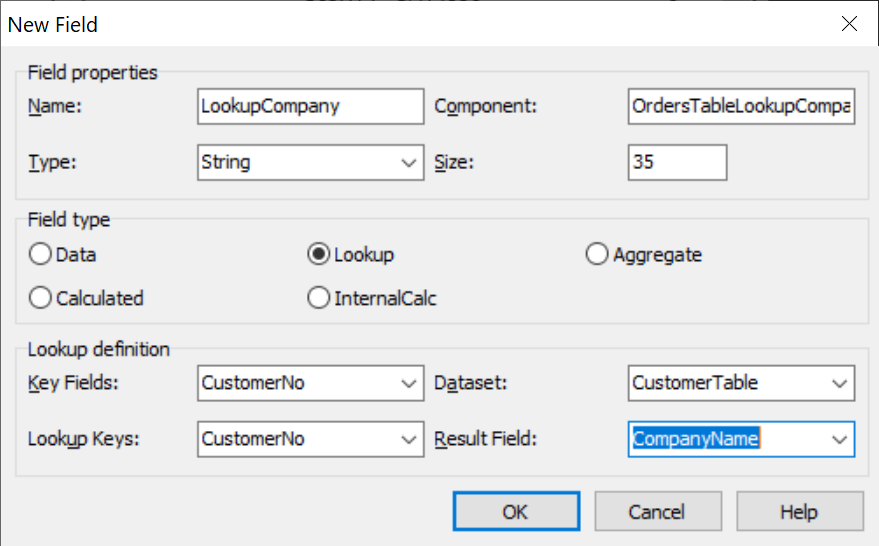 New Field
Field properties
Name: LookupCompany Component: OrdersTableLookupCompa
Type: String Size: 35
Field type
Data Lookup Aggregate
Calculated InternalCalc
Lookup definition
Key Fields: CustomerNo Dataset: CustomerTable
Lookup Keys: CustomerNo Result Field: CompanyName
OK Cancel Help